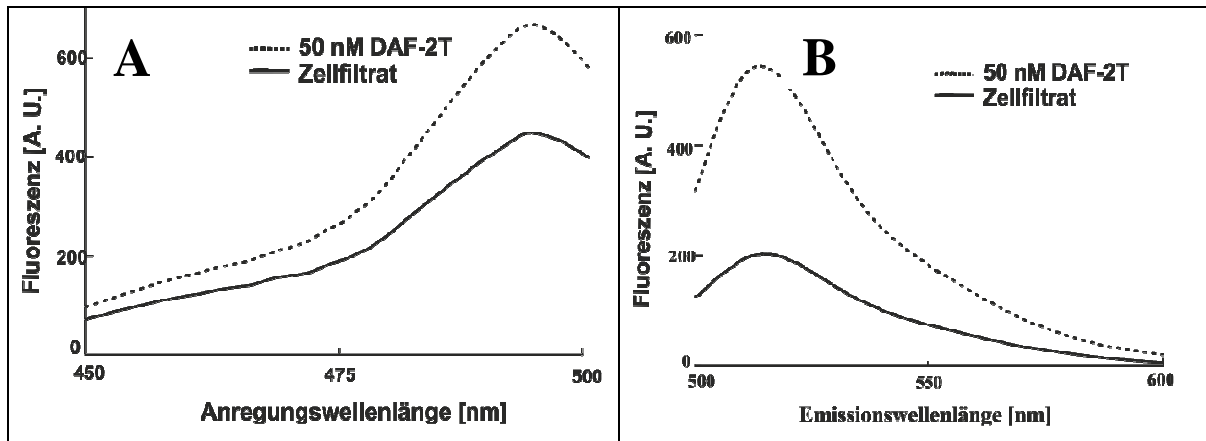 A
50 nM DAF-2T
Zellfiltrat
Fluoreszenz [A. U.]
600
400
200
0
450
475
500
Anregungswellenlänge [nm]
B
50 nM DAF-2T
Zellfiltrat
Fluoreszenz [A. U.]
600
400
200
0
500
550
600
Emissionswellenlänge [nm]